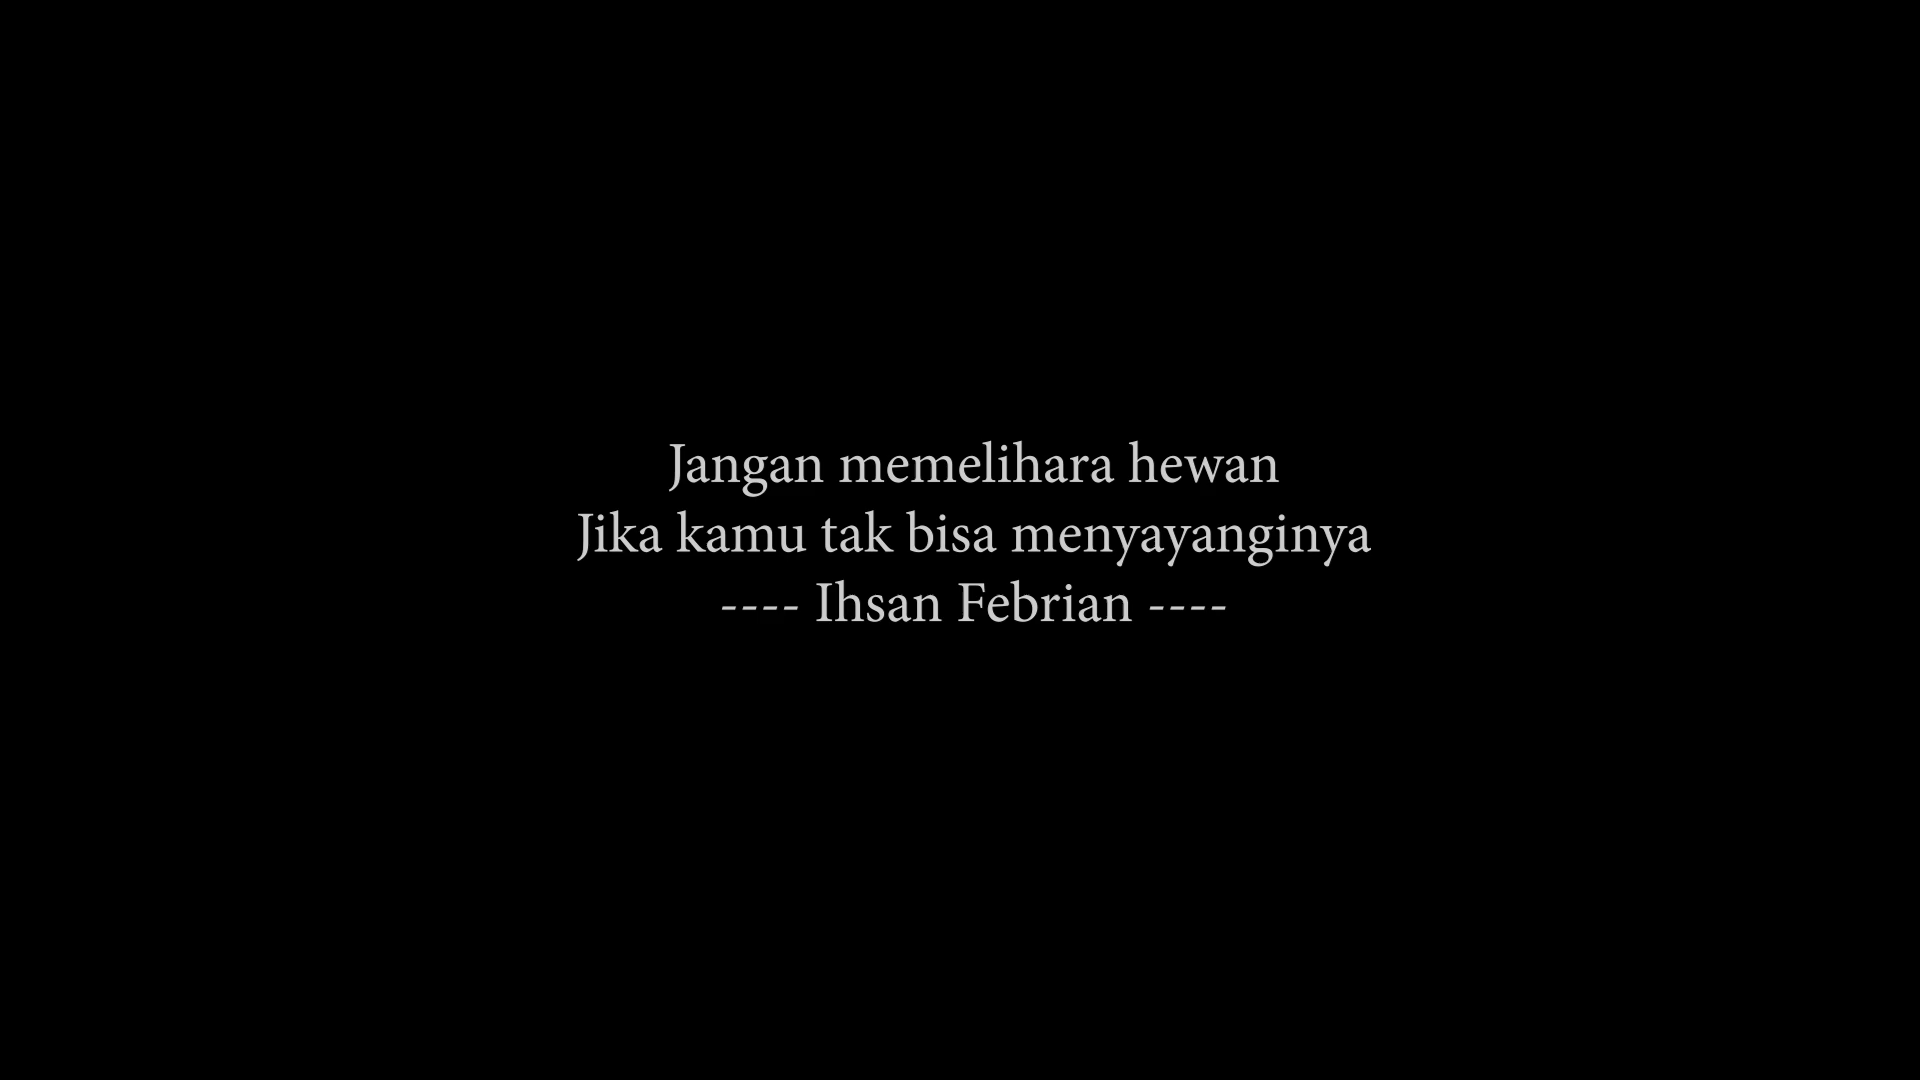 Jangan memelihara hewan
Jika kamu tak bisa menyayanginya
---- Ihsan Febrian ----